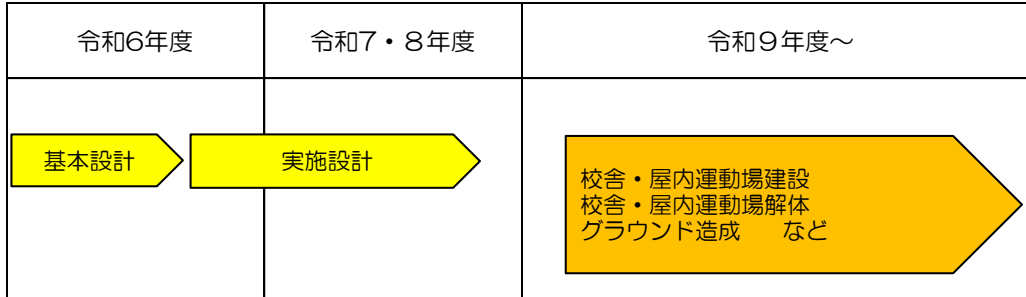 令和6年度
令和7・８年度
令和９年度～
基本設計
実施設計
校舎・屋内運動場建設
校舎・屋内運動場解体
グラウンド造成　　など